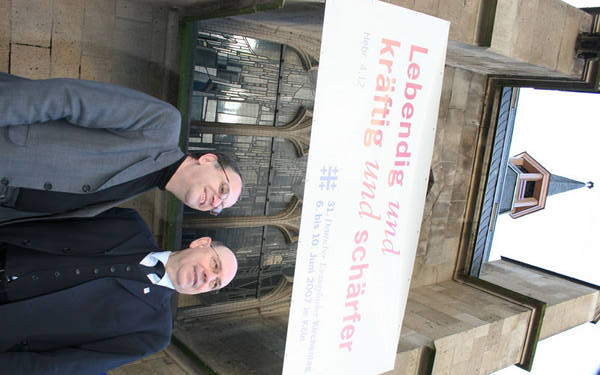 Lebendig und
kräftig und schärfer
Hebr 4,12
31. Deutscher Evangelischer Kirchentag
6. bis 10. Juni 2007 in Köln